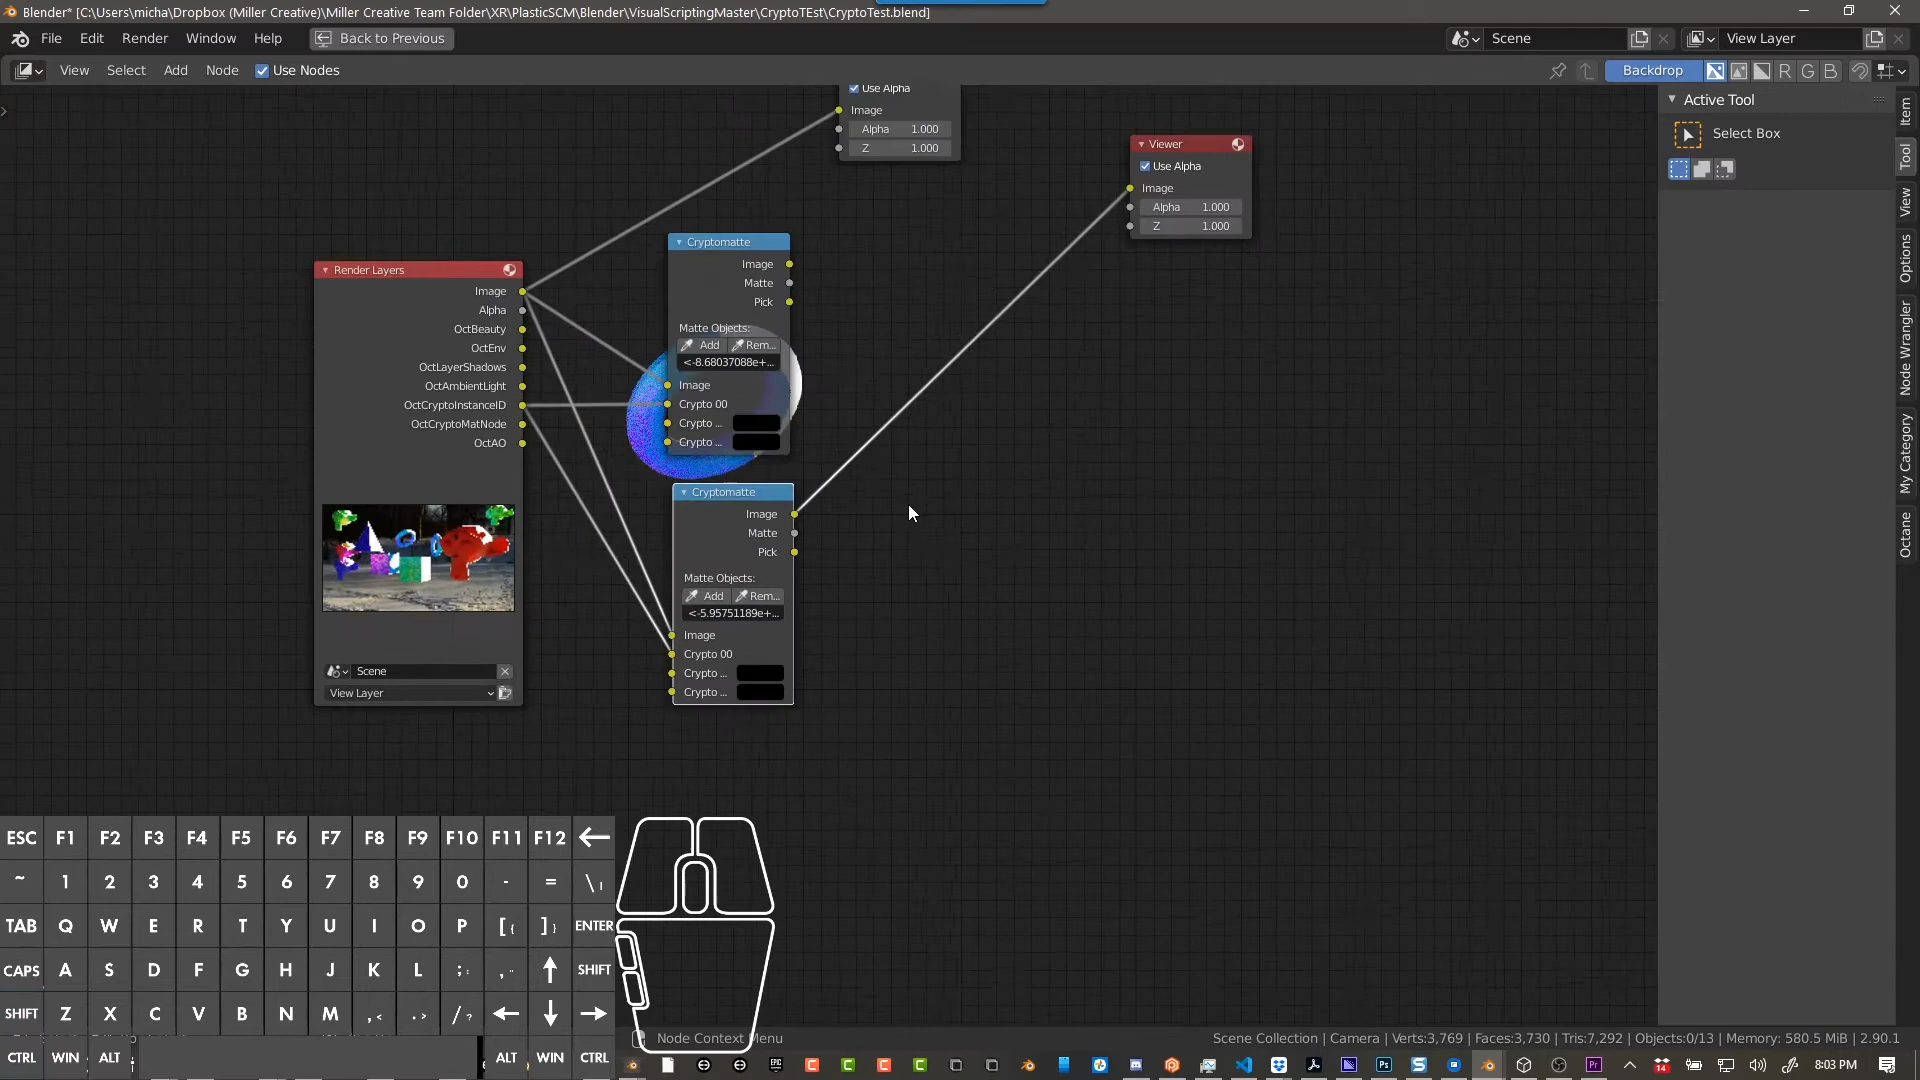 Blender* [C:\Users\micha\Dropbox (Miller Creative)\Miller Creative Team Folder\XR\PlasticSCM\Blender\VisualScriptingMaster\CryptoTEst\CryptoTest.blend]
File Edit Render Window Help Back to Previous Scene View Layer
View Select Add Node Use Nodes Backdrop R G B
Use Alpha
Image
Alpha 1.000
Z 1.000
Viewer
Use Alpha
Image
Alpha 1.000
Z 1.000
Cryptomatte
Image
Matte
Pick
Matte Objects:
Add Rem...
<-8.68037088e+...
Image
Crypto 00
Crypto ...
Crypto ...
Render Layers
Image
Alpha
OctBeauty
OctEnv
OctLayerShadows
OctAmbientLight
OctCryptoInstanceID
OctCryptoMatNode
OctAO
Scene
View Layer
Cryptomatte
Image
Matte
Pick
Matte Objects:
Add Rem...
<-5.95751189e+...
Image
Crypto 00
Crypto ...
Crypto ...
Active Tool
Select Box
Item
Tool
View
Options
Node Wrangler
My Category
Octane
ESC F1 F2 F3 F4 F5 F6 F7 F8 F9 F10 F11 F12 ←
~ 1 2 3 4 5 6 7 8 9 0 - = \|
TAB Q W E R T Y U I O P [{ ]} ENTER
CAPS A S D F G H J K L ;: ,. ↑ SHIFT
SHIFT Z X C V B N M ,< .> /? ← ↓ →
CTRL WIN ALT ALT WIN CTRL
Node Context Menu
Scene Collection | Camera | Verts:3,769 | Faces:3,730 | Tris:7,292 | Objects:0/13 | Memory: 580.5 MiB | 2.90.1
EPIC
Ps
Pr
14
8:03 PM